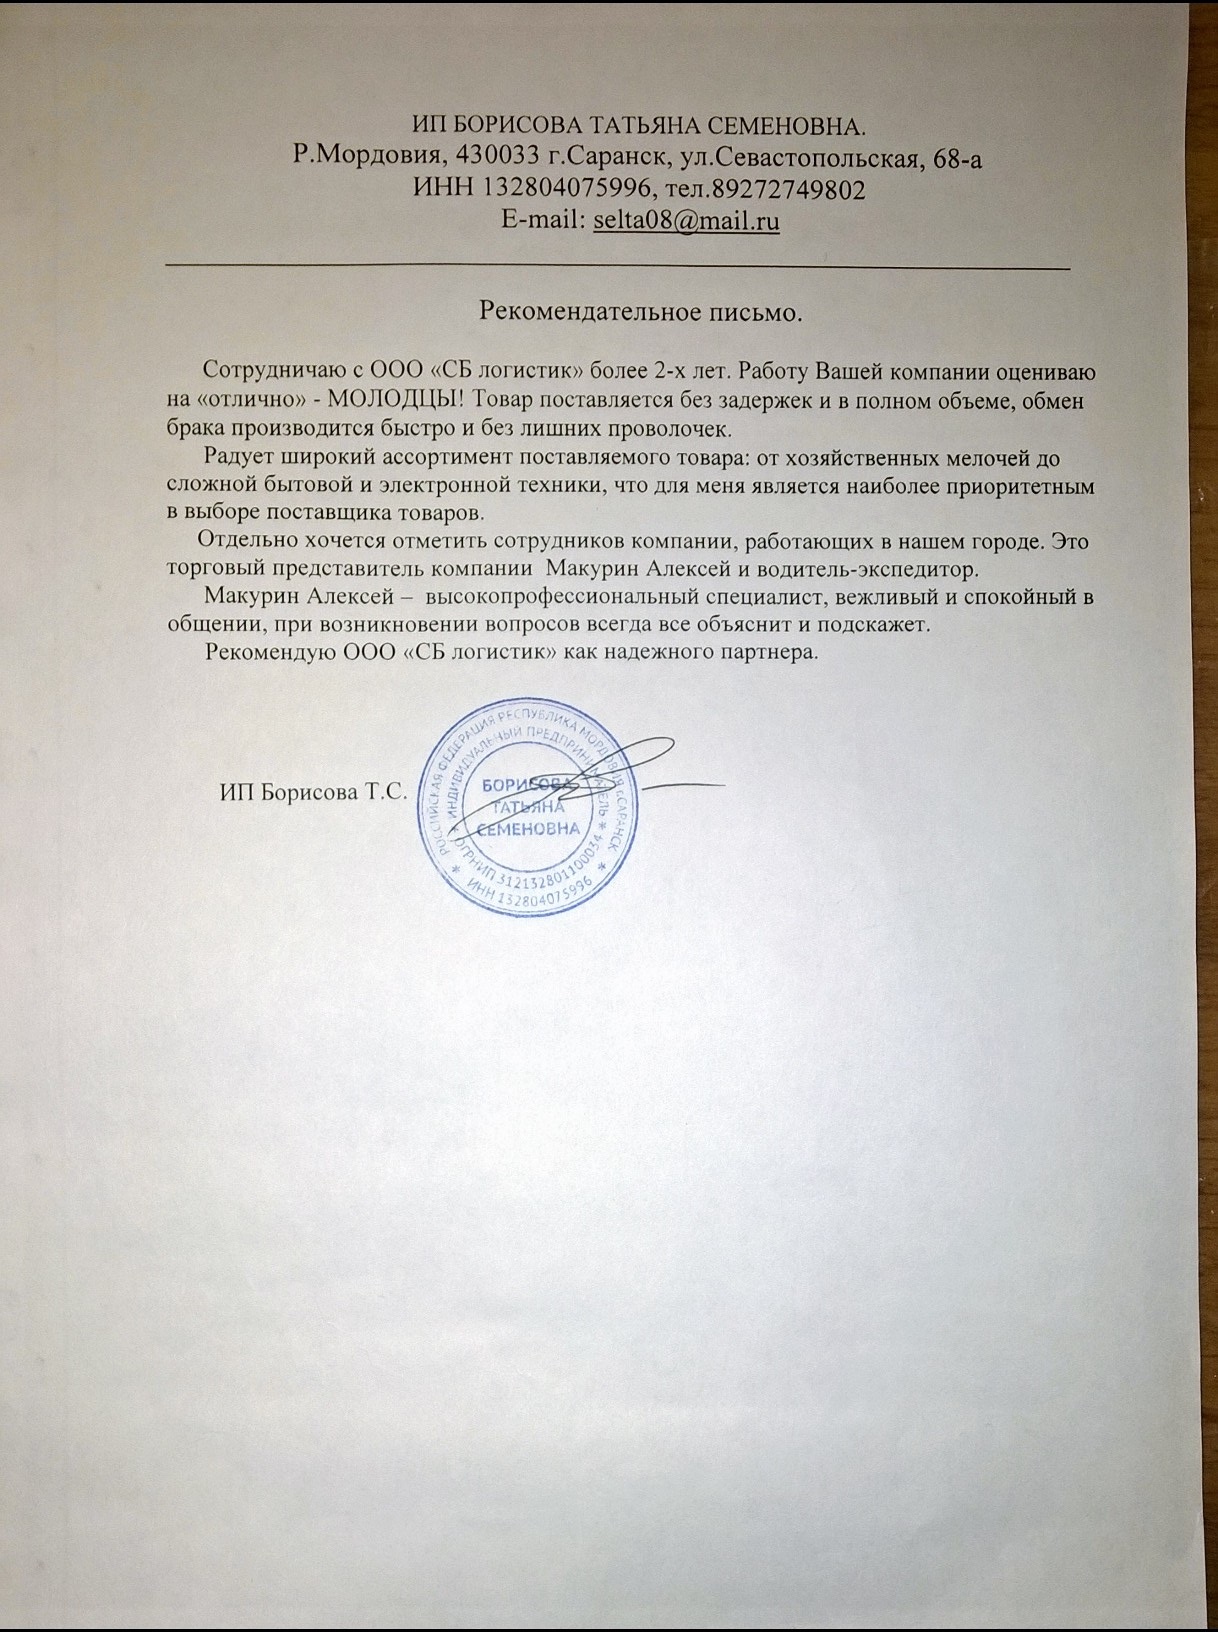 ИП БОРИСОВА ТАТЬЯНА СЕМЕНОВНА.
Р.Мордовия, 430033 г.Саранск, ул.Севастопольская, 68-а
ИНН 132804075996, тел.89272749802
E-mail: selta08@mail.ru
Рекомендательное письмо.
Сотрудничаю с ООО «СБ логистик» более 2-х лет. Работу Вашей компании оцениваю
на «отлично» - МОЛОДЦЫ! Товар поставляется без задержек и в полном объеме, обмен
брака производится быстро и без лишних проволочек.
Радует широкий ассортимент поставляемого товара: от хозяйственных мелочей до
сложной бытовой и электронной техники, что для меня является наиболее приоритетным
в выборе поставщика товаров.
Отдельно хочется отметить сотрудников компании, работающих в нашем городе. Это
торговый представитель компании  Макурин Алексей и водитель-экспедитор.
Макурин Алексей –  высокопрофессиональный специалист, вежливый и спокойный в
общении, при возникновении вопросов всегда все объяснит и подскажет.
Рекомендую ООО «СБ логистик» как надежного партнера.
ИП Борисова Т.С.
РОССИЙСКАЯ ФЕДЕРАЦИЯ РЕСПУБЛИКА МОРДОВИЯ г.САРАНСК
ИНДИВИДУАЛЬНЫЙ ПРЕДПРИНИМАТЕЛЬ
БОРИСОВА
ТАТЬЯНА
СЕМЕНОВНА
* ОГРНИП 312132801100034 *
* ИНН 132804075996 *